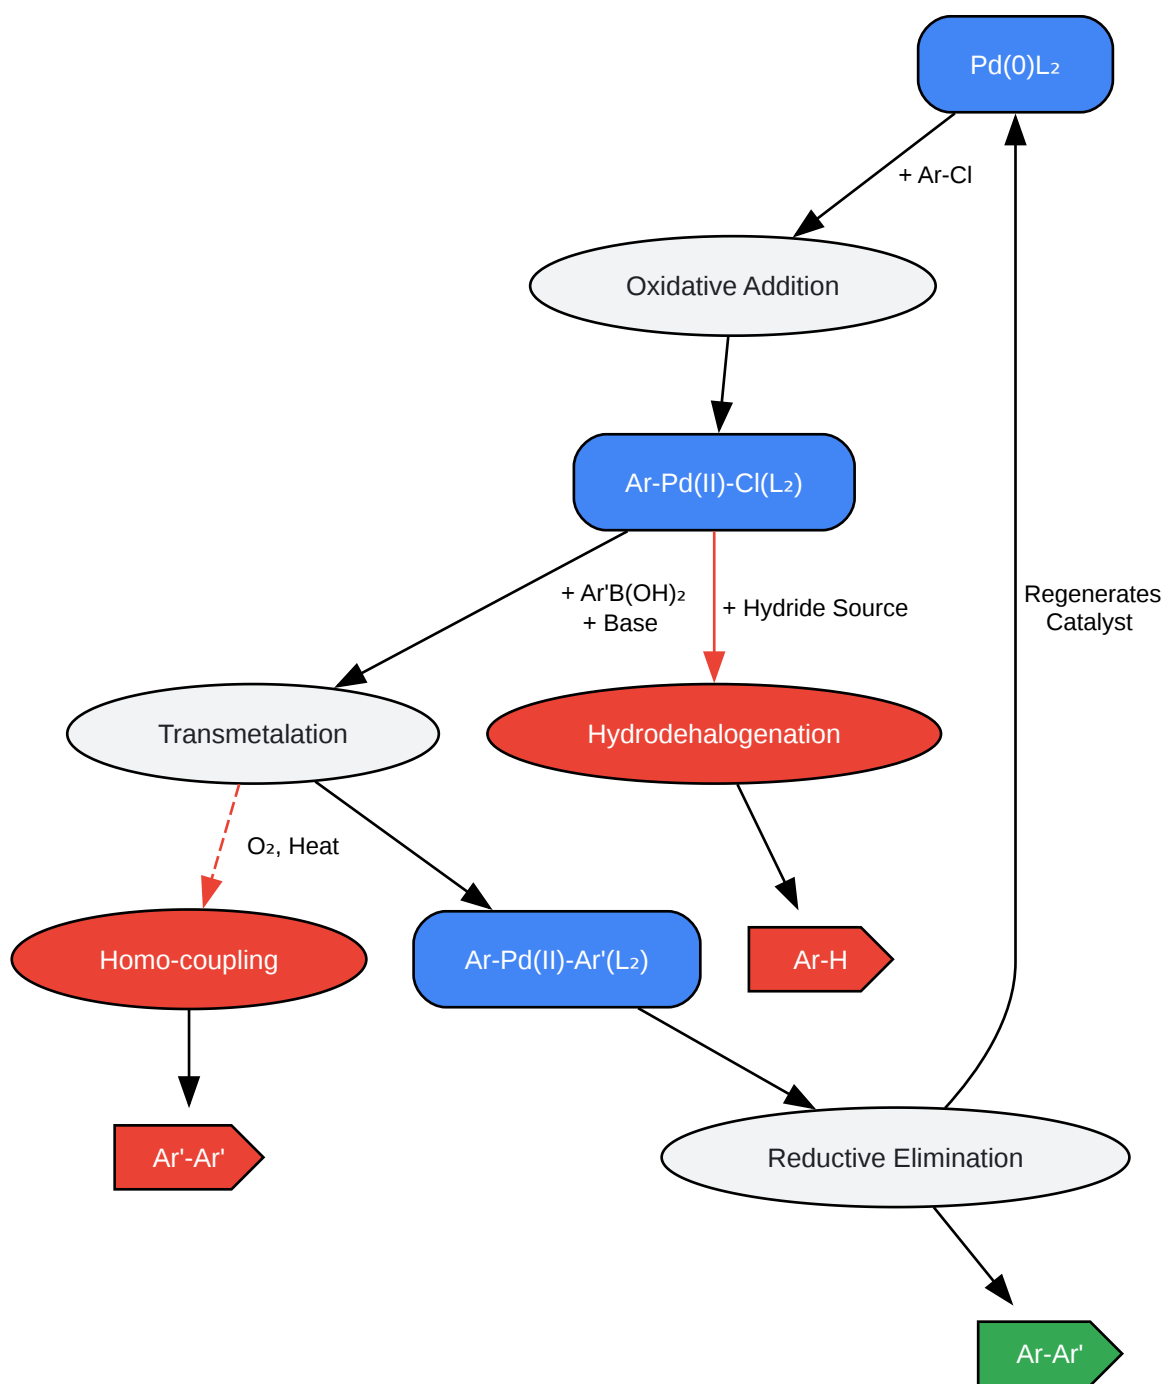 Pd(0)L₂
+ Ar-Cl
Oxidative Addition
Ar-Pd(II)-Cl(L₂)
+ Ar'B(OH)₂
+ Base
+ Hydride Source
Regenerates
Catalyst
Transmetalation
Hydrodehalogenation
O₂, Heat
Homo-coupling
Ar-Pd(II)-Ar'(L₂)
Ar-H
Ar'-Ar'
Reductive Elimination
Ar-Ar'